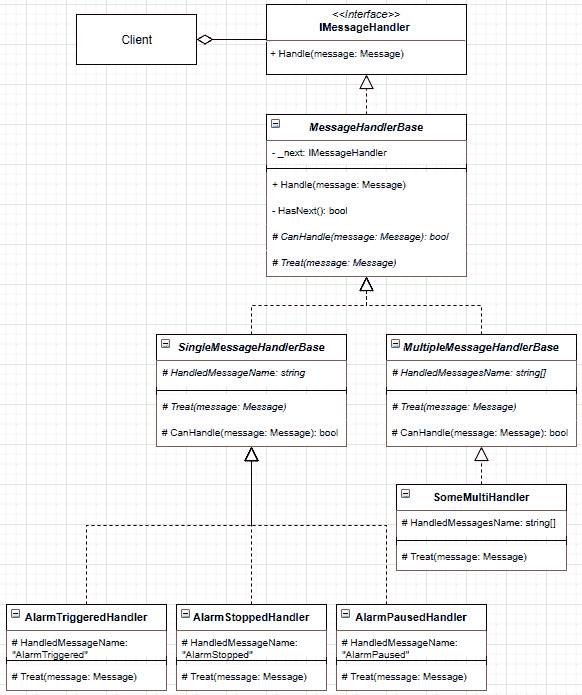 Client
<<interface>>
IMessageHandler
+ Handle(message: Message)
MessageHandlerBase
- _next: IMessageHandler
+ Handle(message: Message)
- HasNext(): bool
# CanHandle(message: Message): bool
# Treat(message: Message)
SingleMessageHandlerBase
# HandledMessageName: string
# Treat(message: Message)
# CanHandle(message: Message): bool
MultipleMessageHandlerBase
# HandledMessagesName: string[]
# Treat(message: Message)
# CanHandle(message: Message): bool
SomeMultiHandler
# HandledMessagesName: string[]
# Treat(message: Message)
AlarmTriggeredHandler
# HandledMessageName:
"AlarmTriggered"
# Treat(message: Message)
AlarmStoppedHandler
# HandledMessageName:
"AlarmStopped"
# Treat(message: Message)
AlarmPausedHandler
# HandledMessageName:
"AlarmPaused"
# Treat(message: Message)